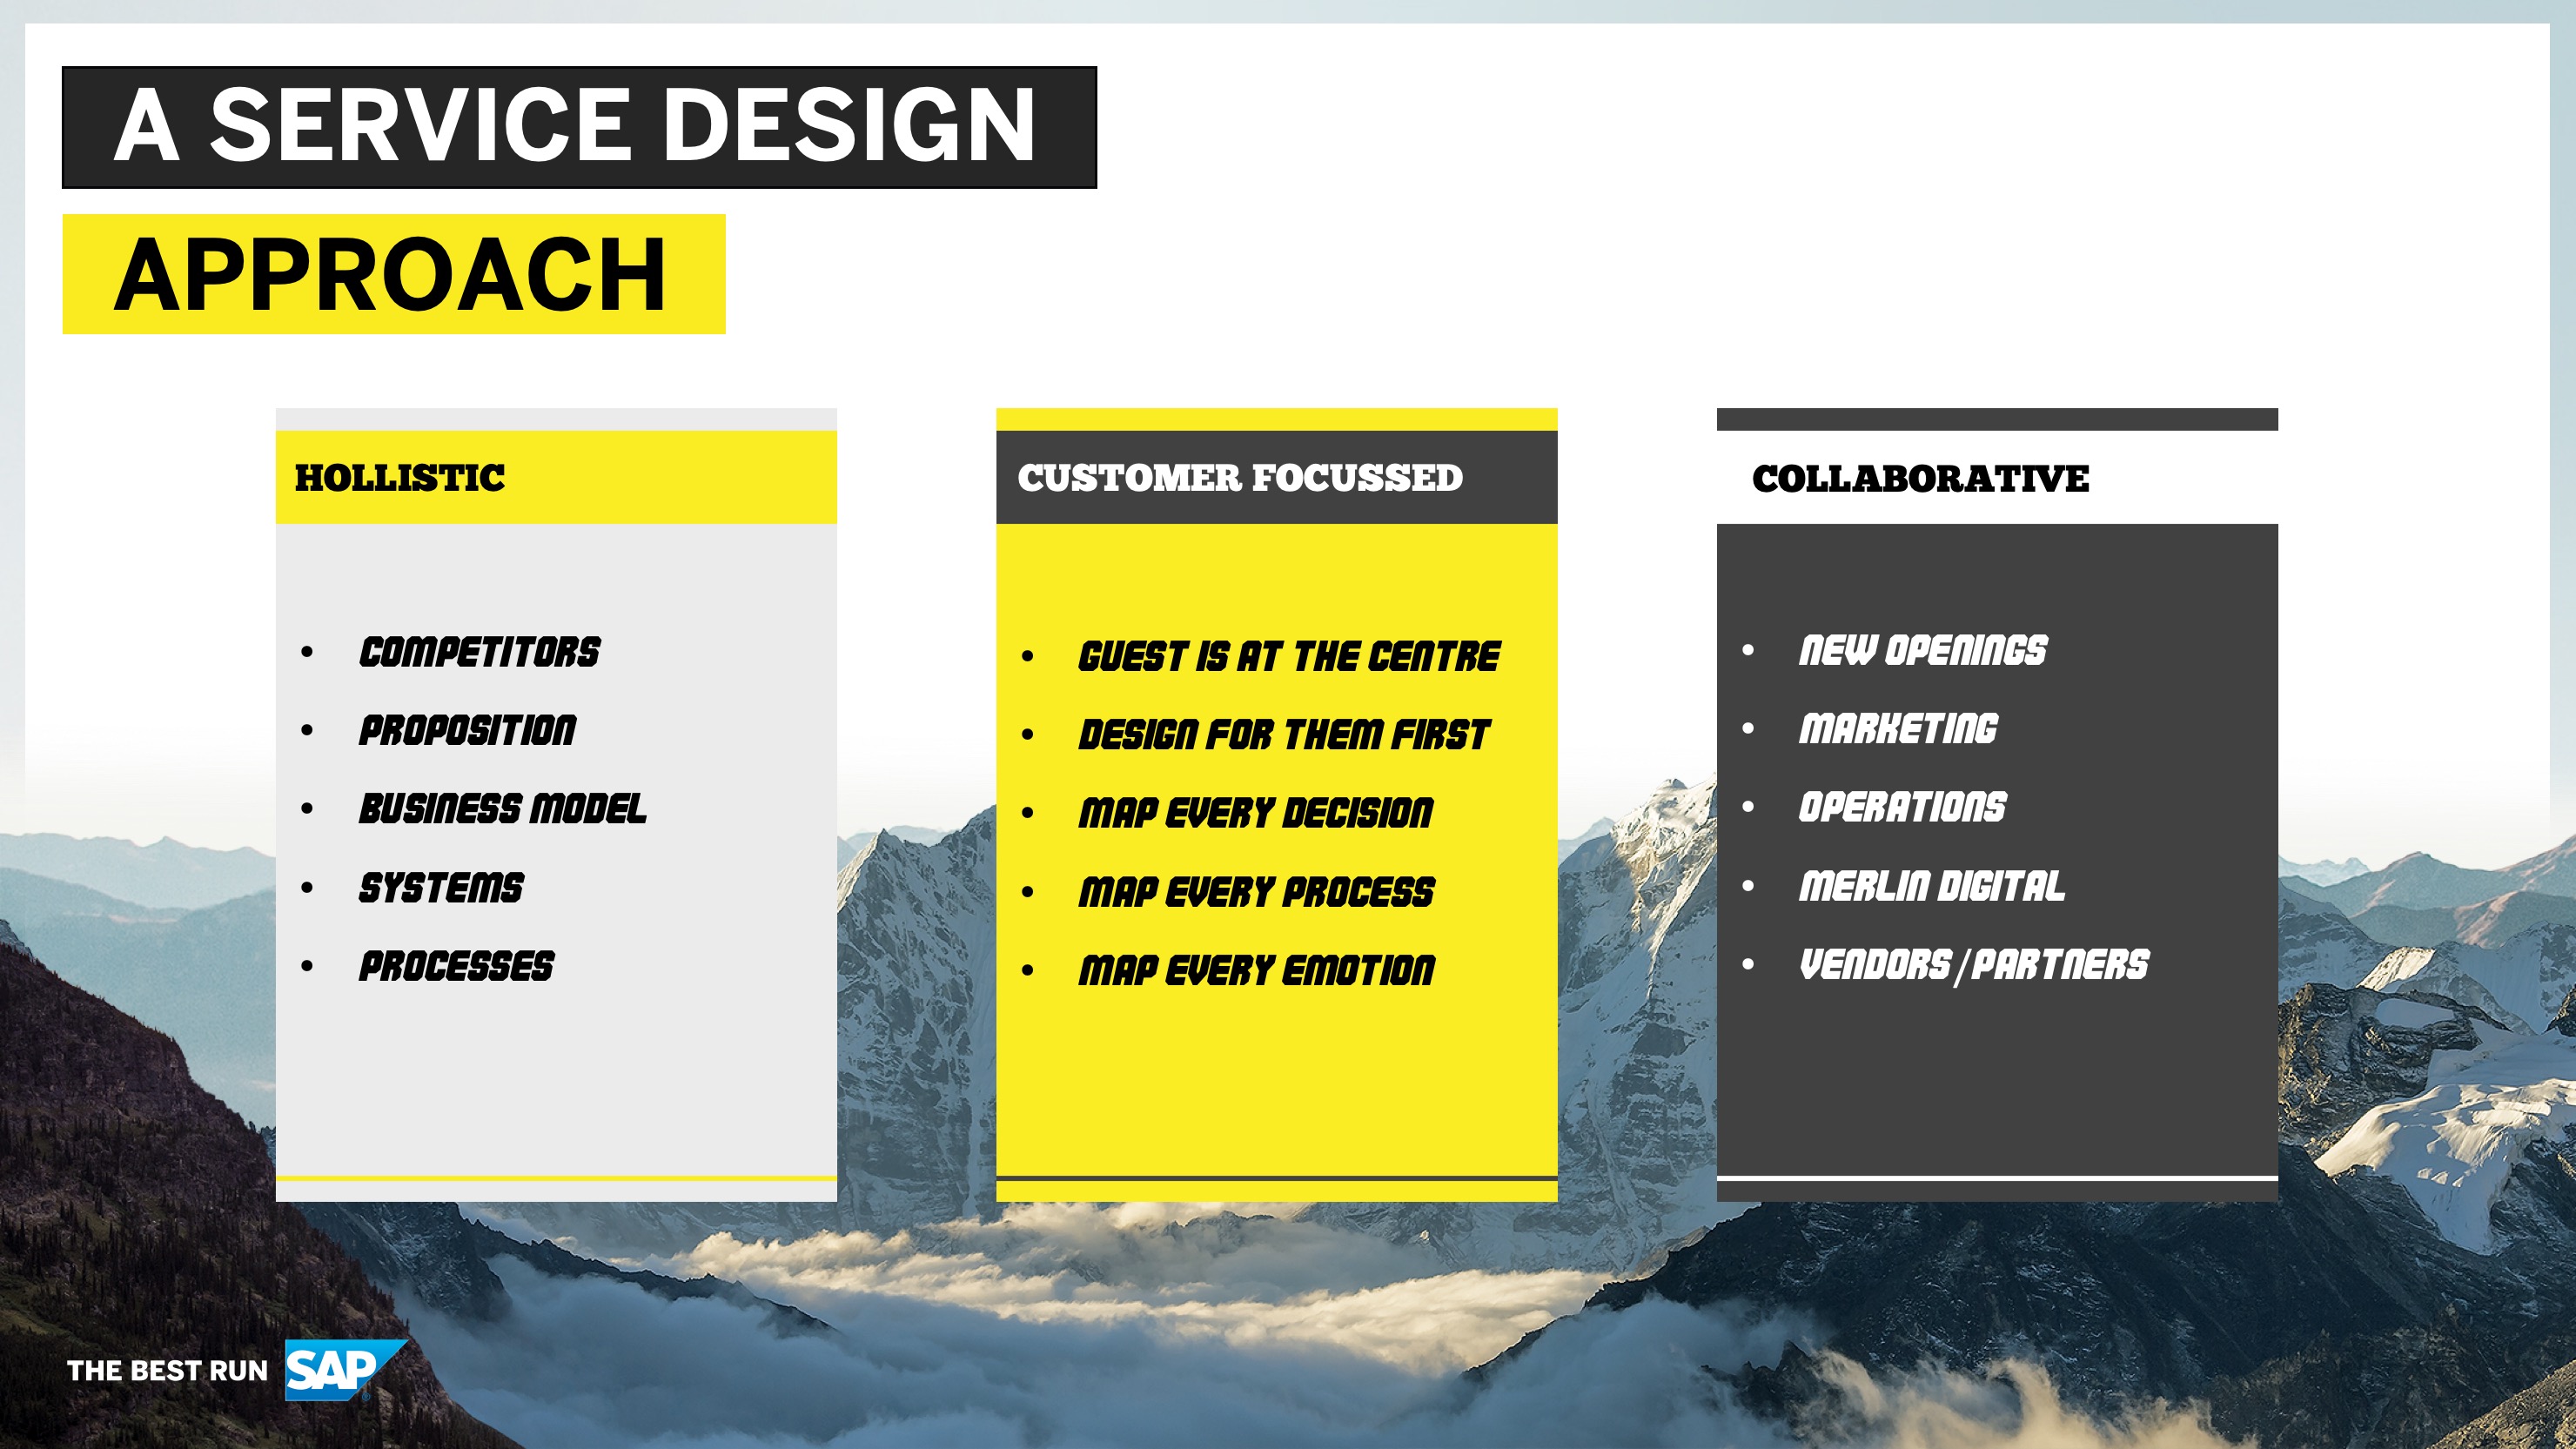 A SERVICE DESIGN
APPROACH
HOLLISTIC
• COMPETITORS
• PROPOSITION
• BUSINESS MODEL
• SYSTEMS
• PROCESSES
CUSTOMER FOCUSSED
• GUEST IS AT THE CENTRE
• DESIGN FOR THEM FIRST
• MAP EVERY DECISION
• MAP EVERY PROCESS
• MAP EVERY EMOTION
COLLABORATIVE
• NEW OPENINGS
• MARKETING
• OPERATIONS
• MERLIN DIGITAL
• VENDORS/PARTNERS
THE BEST RUN SAP